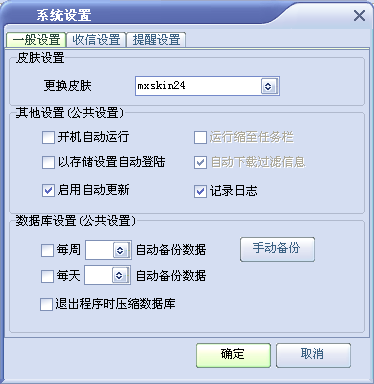 系统设置
一般设置 收信设置 提醒设置
皮肤设置
更换皮肤 mxskin24
其他设置(公共设置)
开机自动运行 运行缩至任务栏
以存储设置自动登陆 自动下载过滤信息
启用自动更新 记录日志
数据库设置(公共设置)
每周 自动备份数据 手动备份
每天 自动备份数据
退出程序时压缩数据库
确定 取消